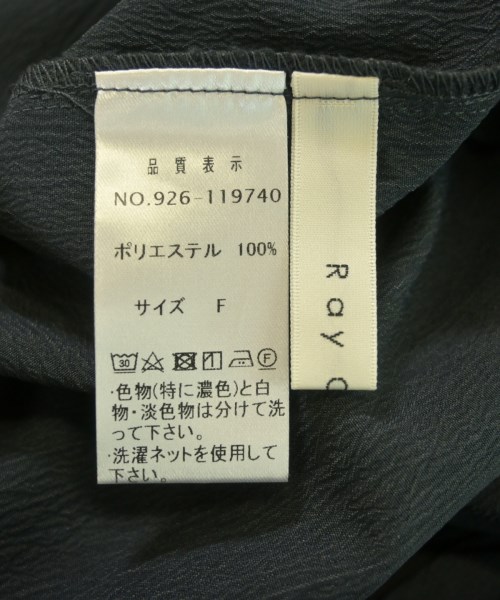 品質表示
NO.926-119740
ポリエステル 100%
サイズ F
30
F
・色物(特に濃色)と白
物・淡色物は分けて洗
って下さい。
・洗濯ネットを使用して
下さい。
Ray